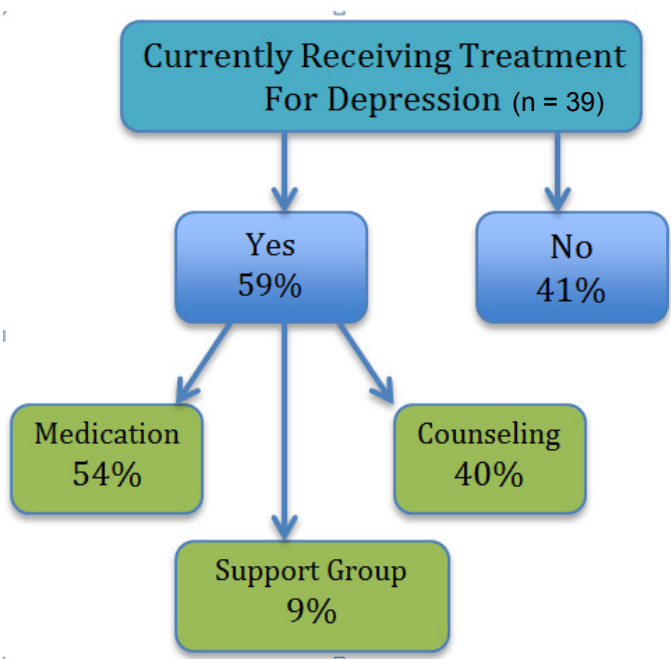 Currently Receiving Treatment
For Depression (n = 39)
Yes
59%
No
41%
Medication
54%
Counseling
40%
Support Group
9%